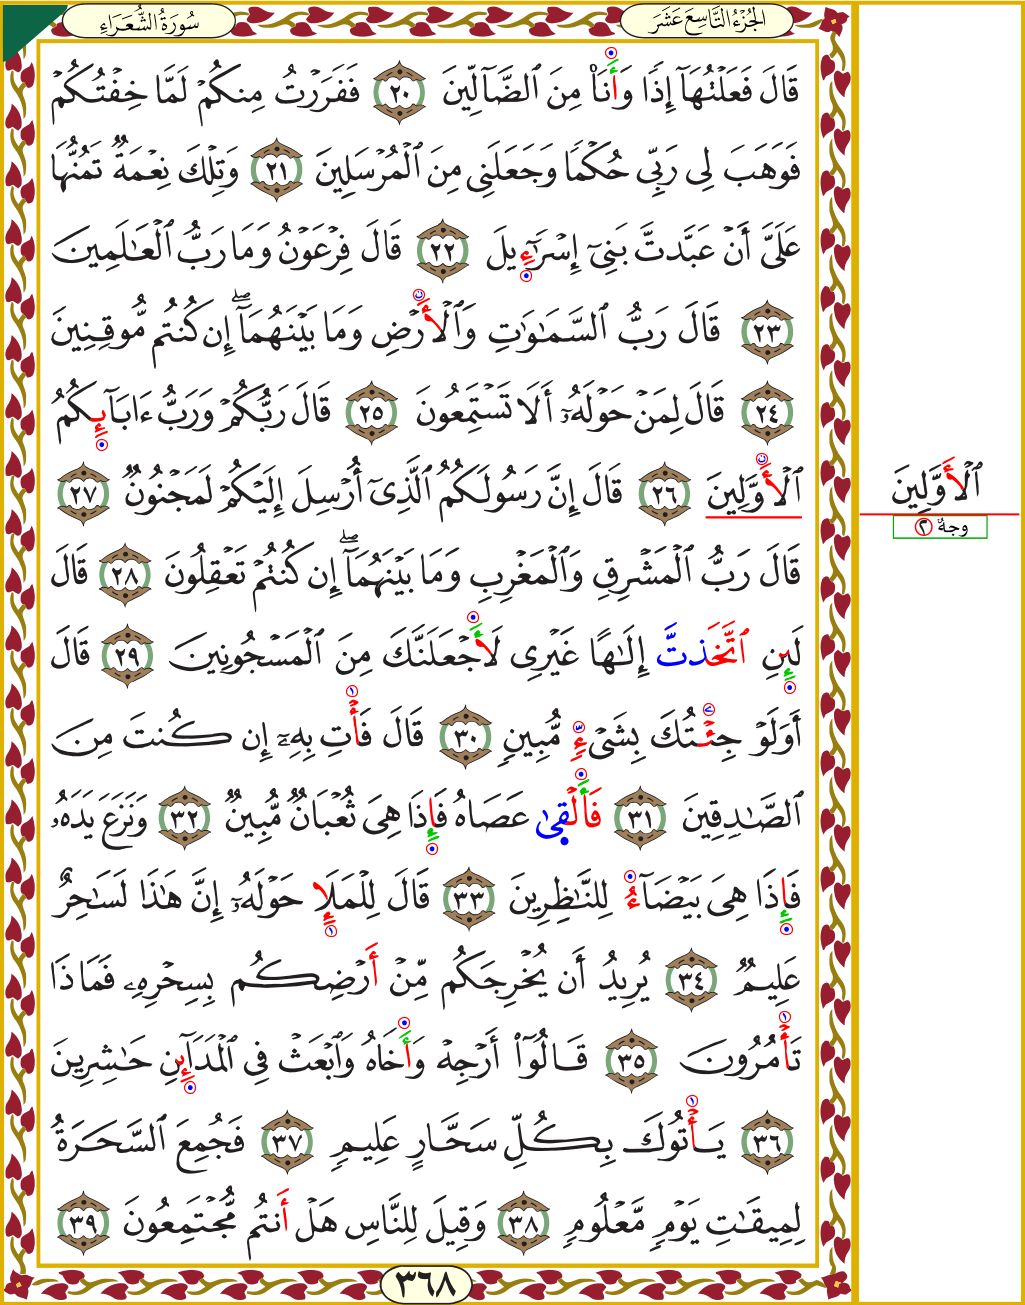 الجُزْءُ التَّاسِعَ عَشَرَ
سُورَةُ الشُّعَرَاءِ
قَالَ فَعَلْتُهَآ إِذٗا وَأَنَا۠ مِنَ ٱلضَّآلِّينَ ٢٠ فَفَرَرْتُ مِنكُمْ لَمَّا خِفْتُكُمْ
فَوَهَبَ لِى رَبِّى حُكْمٗا وَجَعَلَنِى مِنَ ٱلْمُرْسَلِينَ ٢١ وَتِلْكَ نِعْمَةٞ تَمُنُّهَا
عَلَىَّ أَنْ عَبَّدتَّ بَنِىٓ إِسْرَـٰٓءِيلَ ٢٢ قَالَ فِرْعَوْنُ وَمَا رَبُّ ٱلْعَـٰلَمِينَ
٢٣ قَالَ رَبُّ ٱلسَّمَـٰوَٰتِ وَٱلْأَرْضِ وَمَا بَيْنَهُمَآ ۖ إِن كُنتُم مُّوقِنِينَ
٢٤ قَالَ لِمَنْ حَوْلَهُۥٓ أَلَا تَسْتَمِعُونَ ٢٥ قَالَ رَبُّكُمْ وَرَبُّ ءَابَآئِكُمُ
ٱلْأَوَّلِينَ ٢٦ قَالَ إِنَّ رَسُولَكُمُ ٱلَّذِىٓ أُرْسِلَ إِلَيْكُمْ لَمَجْنُونٞ ٢٧
قَالَ رَبُّ ٱلْمَشْرِقِ وَٱلْمَغْرِبِ وَمَا بَيْنَهُمَآ ۖ إِن كُنتُمْ تَعْقِلُونَ ٢٨ قَالَ
لَئِنِ ٱتَّخَذتَّ إِلَـٰهًا غَيْرِى لَأَجْعَلَنَّكَ مِنَ ٱلْمَسْجُونِينَ ٢٩ قَالَ
أَوَلَوْ جِئْتُكَ بِشَىْءٖ مُّبِينٖ ٣٠ قَالَ فَأْتِ بِهِۦٓ إِن كُنتَ مِنَ
ٱلصَّـٰدِقِينَ ٣١ فَأَلْقَىٰ عَصَاهُ فَإِذَا هِىَ ثُعْبَانٞ مُّبِينٞ ٣٢ وَنَزَعَ يَدَهُۥ
فَإِذَا هِىَ بَيْضَآءُ لِلنَّـٰظِرِينَ ٣٣ قَالَ لِلْمَلَإِ حَوْلَهُۥٓ إِنَّ هَـٰذَا لَسَـٰحِرٌ
عَلِيمٞ ٣٤ يُرِيدُ أَن يُخْرِجَكُم مِّنْ أَرْضِكُم بِسِحْرِهِۦ فَمَاذَا
تَأْمُرُونَ ٣٥ قَالُوٓا۟ أَرْجِهْ وَأَخَاهُ وَٱبْعَثْ فِى ٱلْمَدَآئِنِ حَـٰشِرِينَ
٣٦ يَأْتُوكَ بِكُلِّ سَحَّارٍ عَلِيمٖ ٣٧ فَجُمِعَ ٱلسَّحَرَةُ
لِمِيقَـٰتِ يَوْمٖ مَّعْلُومٖ ٣٨ وَقِيلَ لِلنَّاسِ هَلْ أَنتُم مُّجْتَمِعُونَ ٣٩
٣٦٨
ٱلْأَوَّلِينَ
وجهٌ ٢